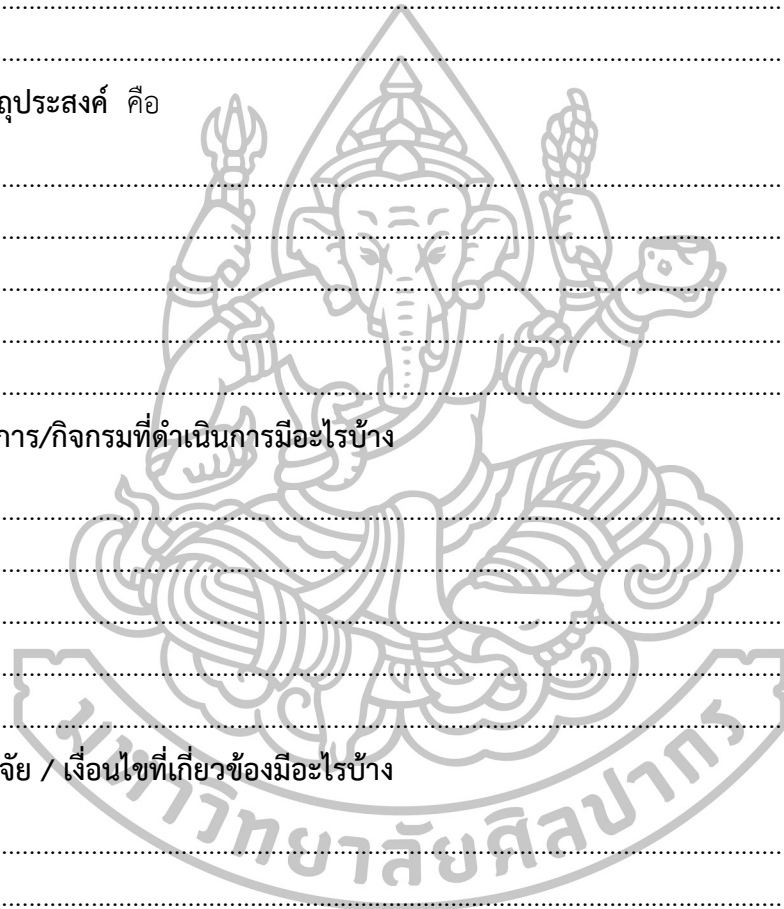 ถุประสงค์ คือ
การ/กิจกรรมที่ดำเนินการมีอะไรบ้าง
จัย / เงื่อนไขที่เกี่ยวข้องมีอะไรบ้าง
มหาวิทยาลัยศิลปากร